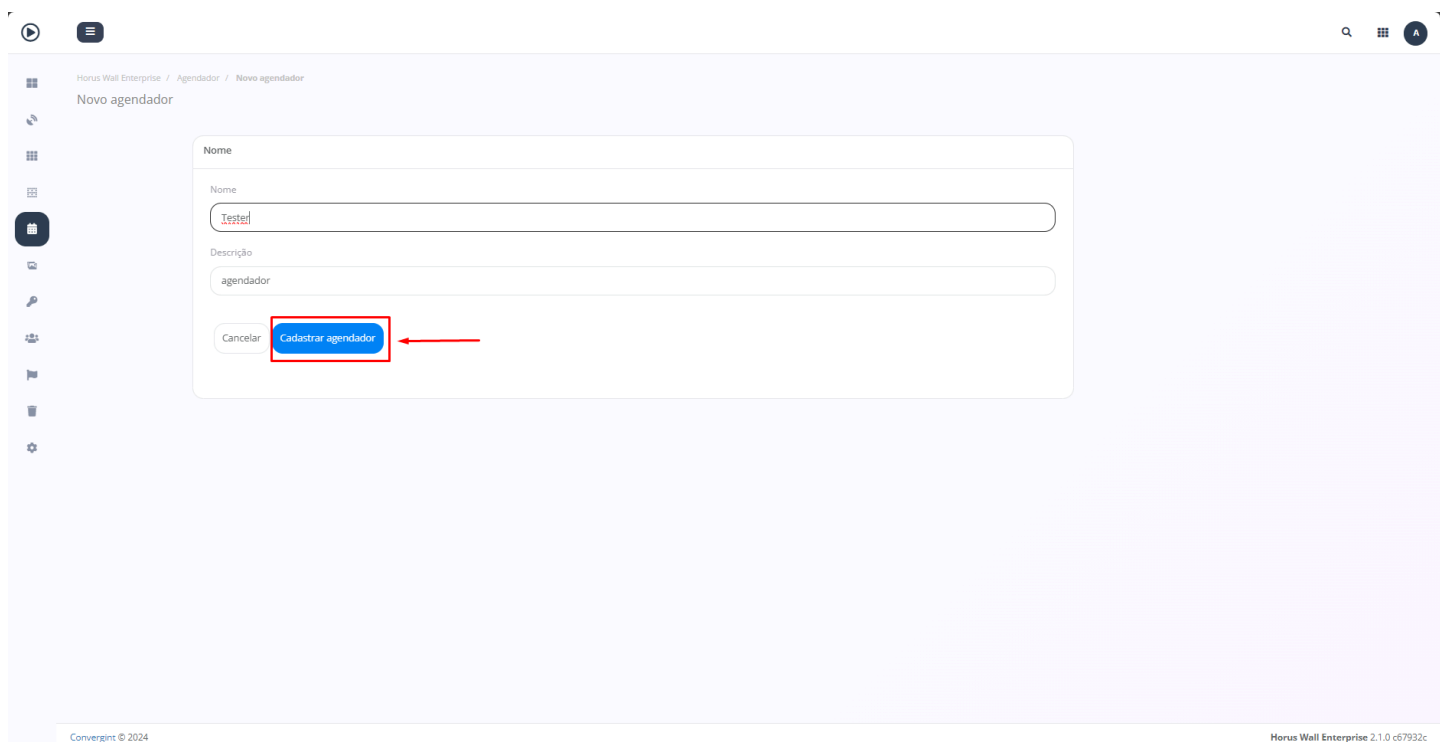 A
Horus Wall Enterprise / Agendador / Novo agendador
Novo agendador
Nome
Nome
Tester
Descrição
agendador
Cancelar Cadastrar agendador
Convergint © 2024 Horus Wall Enterprise 2.1.0 c67932c